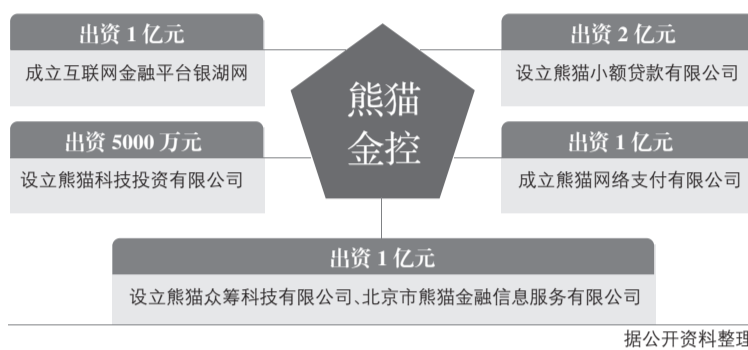 出资 1 亿元
成立互联网金融平台银湖网
出资 2 亿元
设立熊猫小额贷款有限公司
熊猫
金控
出资 5000 万元
设立熊猫科技投资有限公司
出资 1 亿元
成立熊猫网络支付有限公司
出资 1 亿元
设立熊猫众筹科技有限公司、北京市熊猫金融信息服务有限公司
据公开资料整理